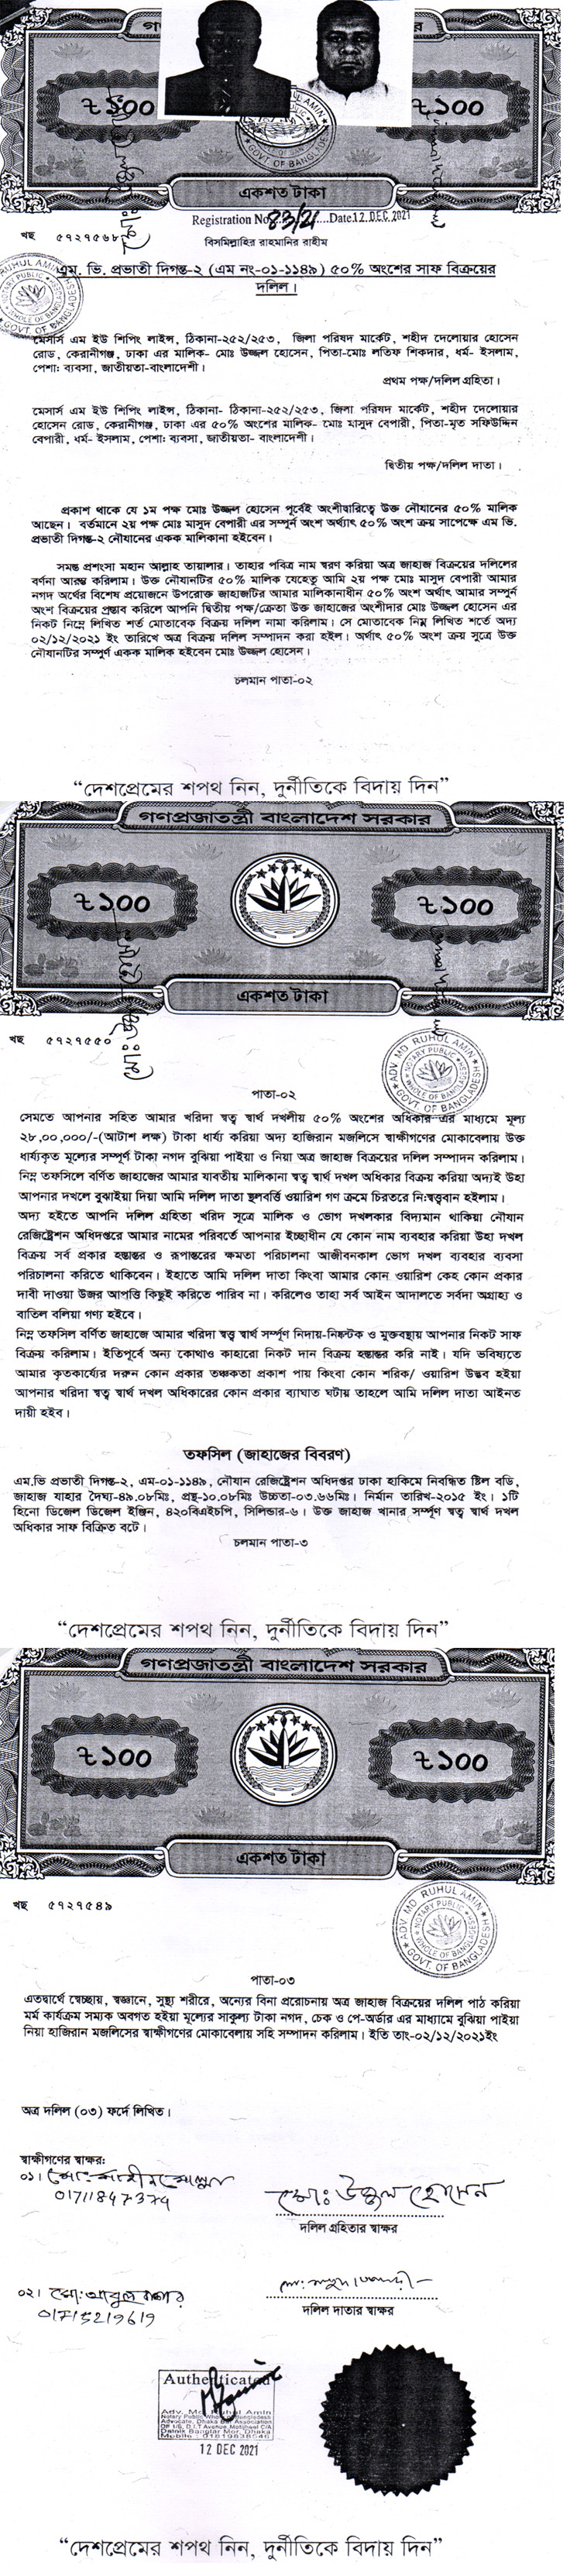 ৳ ১০০
৳ ১০০
একশত টাকা
Registration No. 83/21 Date 12 DEC 2021
খছ ৫৭২৭৫৬৮
বিসমিল্লাহির রাহমানির রাহীম
এম. ভি. প্রভাতী দিগন্ত-২ (এম নং-০১-১১৪৯) ৫০% অংশের সাফ বিক্রয়ের
দলিল।
মেসার্স এম ইউ শিপিং লাইন্স, ঠিকানা-২৫২/২৫৩, জিলা পরিষদ মার্কেট, শহীদ দেলোয়ার হোসেন
রোড, কেরানীগঞ্জ, ঢাকা এর মালিক- মোঃ উজ্জল হোসেন, পিতা-মোঃ লতিফ শিকদার, ধর্ম- ইসলাম,
পেশা: ব্যবসা, জাতীয়তা-বাংলাদেশী।
প্রথম পক্ষ/দলিল গ্রহিতা।
মেসার্স এম ইউ শিপিং লাইন্স, ঠিকানা- ঠিকানা-২৫২/২৫৩, জিলা পরিষদ মার্কেট, শহীদ দেলোয়ার
হোসেন রোড, কেরানীগঞ্জ, ঢাকা এর ৫০% অংশের মালিক- মোঃ মাসুদ বেপারী, পিতা-মৃত সফিউদ্দিন
বেপারী, ধর্ম- ইসলাম, পেশা: ব্যবসা, জাতীয়তা- বাংলাদেশী।
দ্বিতীয় পক্ষ/দলিল দাতা।
প্রকাশ থাকে যে ১ম পক্ষ মোঃ উজ্জল হোসেন পূর্বেই অংশীদ্বারিত্বে উক্ত নৌযানের ৫০% মালিক
আছেন। বর্তমানে ২য় পক্ষ মোঃ মাসুদ বেপারী এর সম্পুর্ন অংশ অর্থ্যাৎ ৫০% অংশ ক্রয় সাপেক্ষে এম ভি.
প্রভাতী দিগন্ত-২ নৌযানের একক মালিকানা হইবেন।
সমস্ত প্রশংসা মহান আল্লাহ তায়ালার। তাহার পবিত্র নাম স্বরণ করিয়া অত্র জাহাজ বিক্রয়ের দলিলের
বর্ণনা আরম্ভ করিলাম। উক্ত নৌযানটির ৫০% মালিক যেহেতু আমি ২য় পক্ষ মোঃ মাসুদ বেপারী আমার
নগদ অর্থের বিশেষ প্রয়োজনে উপরোক্ত জাহাজটির আমার মালিকানাধীন ৫০% অংশ অর্থাৎ আমার সম্পুর্ন
অংশ বিক্রয়ের প্রস্তাব করিলে আপনি দ্বিতীয় পক্ষ/ক্রেতা উক্ত জাহাজের অংশীদার মোঃ উজ্জল হোসেন এর
নিকট নিম্নে লিখিত শর্ত মোতাবেক বিক্রয় দলিল নামা করিলাম। সে মোতাবেক নিম্ন লিখিত শর্তে অদ্য
০২/১২/২০২১ ইং তারিখে অত্র বিক্রয় দলিল সম্পাদন করা হইল। অর্থাৎ ৫০% অংশ ক্রয় সুত্রে উক্ত
নৌযানটির সম্পুর্ণ একক মালিক হইবেন মোঃ উজ্জল হোসেন।
চলমান পাতা-০২
“দেশপ্রেমের শপথ নিন, দুর্নীতিকে বিদায় দিন”
গণপ্রজাতন্ত্রী বাংলাদেশ সরকার
৳ ১০০
৳ ১০০
একশত টাকা
খছ ৫৭২৭৫৫০
ADV. MD. RUHUL AMIN
NOTARY PUBLIC
WHOLE OF BANGLADESH
GOVT. OF BANGLADESH
পাতা-০২
সেমতে আপনার সহিত আমার খরিদা স্বত্ব স্বার্থ দখলীয় ৫০% অংশের অধিকার এর মাধ্যমে মূল্য
২৮,০০,০০০/-(আটাশ লক্ষ) টাকা ধার্য্য করিয়া অদ্য হাজিরান মজলিসে স্বাক্ষীগণের মোকাবেলায় উক্ত
ধার্য্যকৃত মূল্যের সম্পূর্ণ টাকা নগদ বুঝিয়া পাইয়া ও নিয়া অত্র জাহাজ বিক্রয়ের দলিল সম্পাদন করিলাম।
নিম্ন তফসিলে বর্ণিত জাহাজের আমার যাবতীয় মালিকানা স্বত্ব স্বার্থ দখল অধিকার বিক্রয় করিয়া অদ্যই উহা
আপনার দখলে বুঝাইয়া দিয়া আমি দলিল দাতা স্থলবর্ত্তি ওয়ারিশ গণ ক্রমে চিরতরে নি:স্বত্ত্ববান হইলাম।
অদ্য হইতে আপনি দলিল গ্রহিতা খরিদ সূত্রে মালিক ও ভোগ দখলকার বিদ্যমান থাকিয়া নৌযান
রেজিষ্ট্রেশন অধিদপ্তরে আমার নামের পরিবর্তে আপনার ইচ্ছাধীন যে কোন নাম ব্যবহার করিয়া উহা দখল
বিক্রয় সর্ব প্রকার হস্তান্তর ও রূপান্তরের ক্ষমতা পরিচালনা আজীবনকাল ভোগ দখল ব্যবহার ব্যবসা
পরিচালনা করিতে থাকিবেন। ইহাতে আমি দলিল দাতা কিংবা আমার কোন ওয়ারিশ কেহ কোন প্রকার
দাবী দাওয়া উজর আপত্তি কিছুই করিতে পারিব না। করিলেও তাহা সর্ব আইন আদালতে সর্বদা অগ্রাহ্য ও
বাতিল বলিয়া গণ্য হইবে।
নিম্ন তফসিল বর্ণিত জাহাজে আমার খরিদা স্বত্ত্ব স্বার্থ সর্ম্পূণ নিদায়-নিষ্কন্টক ও মুক্তবস্থায় আপনার নিকট সাফ
বিক্রয় করিলাম। ইতিপূর্বে অন্য কোথাও কাহারো নিকট দান বিক্রয় হস্তান্তর করি নাই। যদি ভবিষ্যতে
আমার কৃতকার্য্যের দরুন কোন প্রকার তঞ্চকতা প্রকাশ পায় কিংবা কোন শরিক/ ওয়ারিশ উদ্ভব হইয়া
আপনার খরিদা স্বত্ব স্বার্থ দখল অধিকারের কোন প্রকার ব্যাঘাত ঘটায় তাহলে আমি দলিল দাতা আইনত
দায়ী হইব।
তফসিল (জাহাজের বিবরণ)
এম.ভি প্রভাতী দিগন্ত-২, এম-০১-১১৪৯, নৌযান রেজিষ্ট্রেশন অধিদপ্তর ঢাকা হাকিমে নিবন্ধিত ষ্টিল বডি,
জাহাজ যাহার দৈঘ্য-৪৯.০৮মিঃ, প্রস্থ-১০.০৮মিঃ উচ্চতা-০৩.৬৬মিঃ। নির্মান তারিখ-২০১৫ ইং। ১টি
হিনো ডিজেল ডিজেল ইঞ্জিন, ৪২০বিএইচপি, সিলিন্ডার-৬। উক্ত জাহাজ খানার সর্ম্পূণ স্বত্ব স্বার্থ দখল
অধিকার সাফ বিক্রিত বটে।
চলমান পাতা-৩
“দেশপ্রেমের শপথ নিন, দুর্নীতিকে বিদায় দিন”
গণপ্রজাতন্ত্রী বাংলাদেশ সরকার
৳ ১০০
৳ ১০০
একশত টাকা
খছ ৫৭২৭৫৪৯
ADV. MD. RUHUL AMIN
NOTARY PUBLIC
WHOLE OF BANGLADESH
GOVT. OF BANGLADESH
পাতা-০৩
এতদ্বার্থে স্বেচ্ছায়, স্বজ্ঞানে, সুস্থ্য শরীরে, অন্যের বিনা প্ররোচনায় অত্র জাহাজ বিক্রয়ের দলিল পাঠ করিয়া
মর্ম কার্যক্রম সম্যক অবগত হইয়া মূল্যের সাকুল্য টাকা নগদ, চেক ও পে-অর্ডার এর মাধ্যমে বুঝিয়া পাইয়া
নিয়া হাজিরান মজলিসের স্বাক্ষীগণের মোকাবেলায় সহি সম্পাদন করিলাম। ইতি তাং-০২/১২/২০২১ইং
অত্র দলিল (০৩) ফর্দে লিখিত।
স্বাক্ষীগণের স্বাক্ষর:
০১।
01711847374
মোঃ উজ্জল হোসেন
দলিল গ্রহিতার স্বাক্ষর
০২। মো:আবুল বাশার
01715219619
দলিল দাতার স্বাক্ষর
Authenticated
Adv. Md. Ruhul Amin
Notary Public Whole of Bangladesh
Advocate, Dhaka Bar Association
1/G, D.I.T Avenue, Motijheel C/A
Dainik Banglar Mor, Dhaka
Mobile : 01819838646
12 DEC 2021
“দেশপ্রেমের শপথ নিন, দুর্নীতিকে বিদায় দিন”